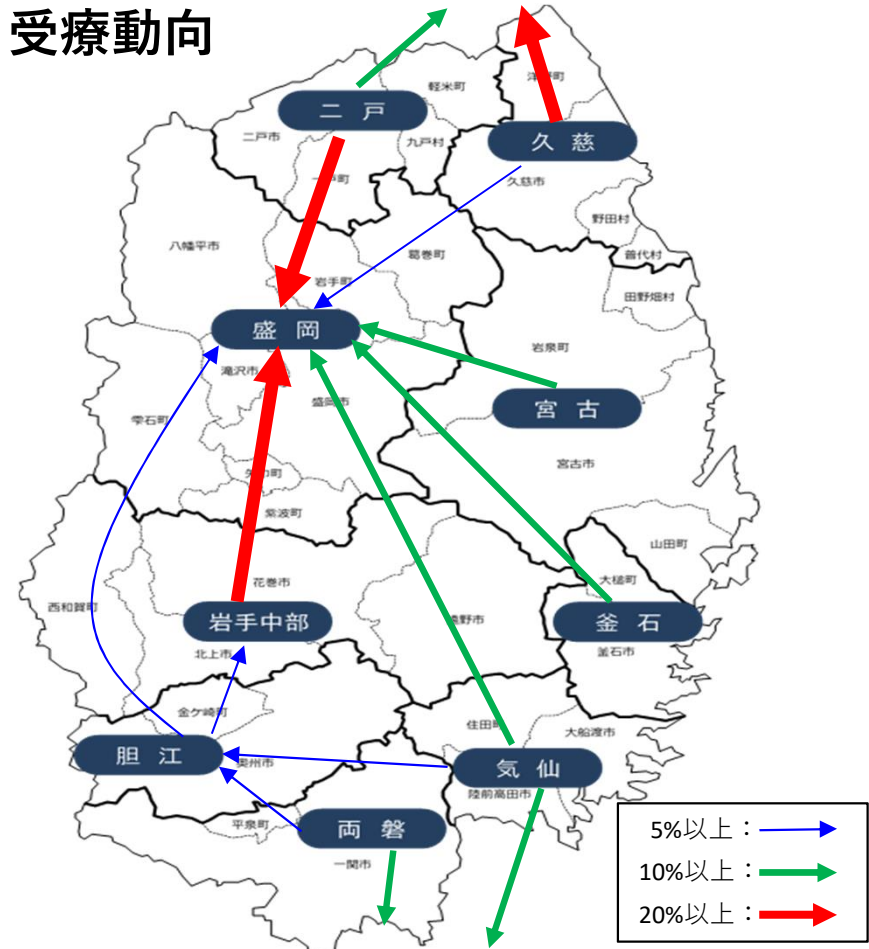 受療動向
軽米町
二 戸
二戸市
九戸村
久 慈
久慈市
野田村
普代村
八幡平市
葛巻町
岩手町
田野畑村
盛 岡
岩泉町
滝沢市
盛岡市
雫石町
宮 古
宮古市
紫波町
山田町
花巻市
大槌町
西和賀町
岩手中部
釜 石
北上市
釜石市
金ケ崎町
住田町
大船渡市
胆 江
奥州市
気 仙
陸前高田市
平泉町
両 磐
一関市
5%以上：
10%以上：
20%以上：